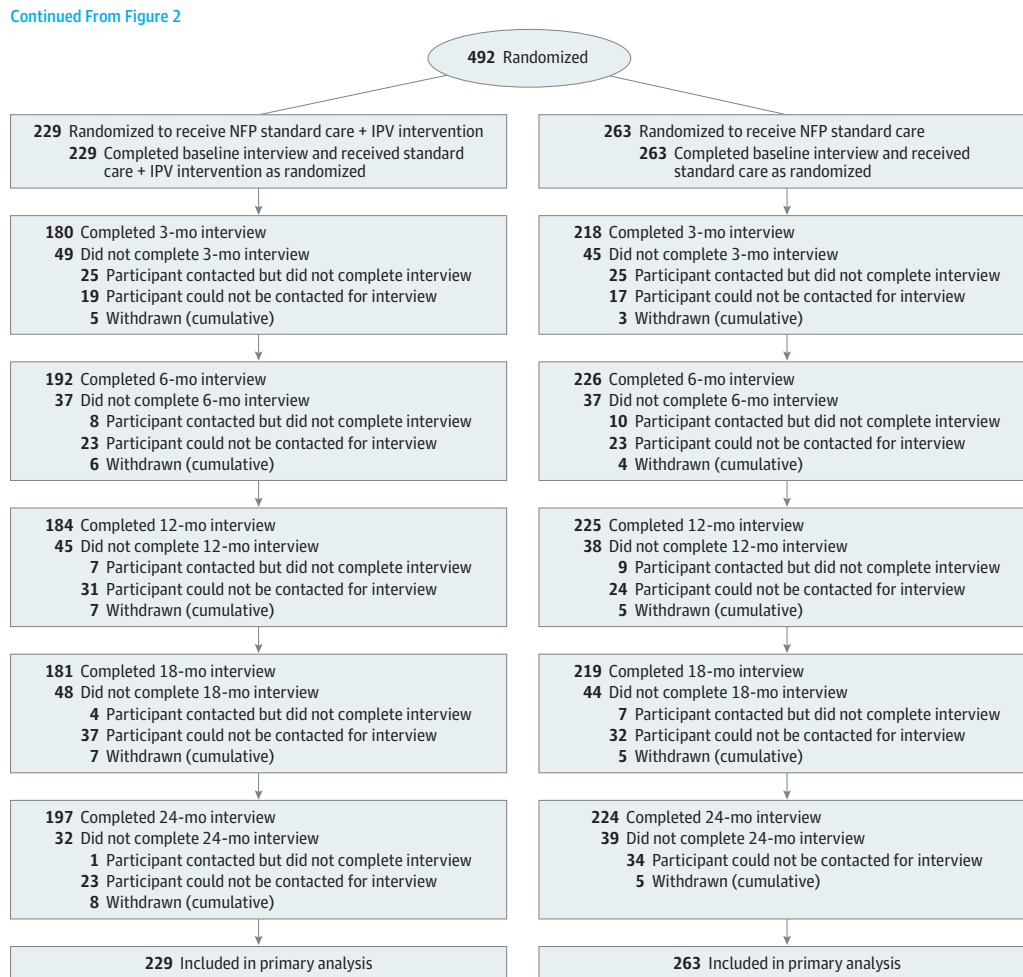 Continued From Figure 2
492 Randomized
229 Randomized to receive NFP standard care + IPV intervention
229 Completed baseline interview and received standard
care + IPV intervention as randomized
263 Randomized to receive NFP standard care
263 Completed baseline interview and received
standard care as randomized
180 Completed 3-mo interview
49 Did not complete 3-mo interview
25 Participant contacted but did not complete interview
19 Participant could not be contacted for interview
5 Withdrawn (cumulative)
218 Completed 3-mo interview
45 Did not complete 3-mo interview
25 Participant contacted but did not complete interview
17 Participant could not be contacted for interview
3 Withdrawn (cumulative)
192 Completed 6-mo interview
37 Did not complete 6-mo interview
8 Participant contacted but did not complete interview
23 Participant could not be contacted for interview
6 Withdrawn (cumulative)
226 Completed 6-mo interview
37 Did not complete 6-mo interview
10 Participant contacted but did not complete interview
23 Participant could not be contacted for interview
4 Withdrawn (cumulative)
184 Completed 12-mo interview
45 Did not complete 12-mo interview
7 Participant contacted but did not complete interview
31 Participant could not be contacted for interview
7 Withdrawn (cumulative)
225 Completed 12-mo interview
38 Did not complete 12-mo interview
9 Participant contacted but did not complete interview
24 Participant could not be contacted for interview
5 Withdrawn (cumulative)
181 Completed 18-mo interview
48 Did not complete 18-mo interview
4 Participant contacted but did not complete interview
37 Participant could not be contacted for interview
7 Withdrawn (cumulative)
219 Completed 18-mo interview
44 Did not complete 18-mo interview
7 Participant contacted but did not complete interview
32 Participant could not be contacted for interview
5 Withdrawn (cumulative)
197 Completed 24-mo interview
32 Did not complete 24-mo interview
1 Participant contacted but did not complete interview
23 Participant could not be contacted for interview
8 Withdrawn (cumulative)
224 Completed 24-mo interview
39 Did not complete 24-mo interview
34 Participant could not be contacted for interview
5 Withdrawn (cumulative)
229 Included in primary analysis
263 Included in primary analysis